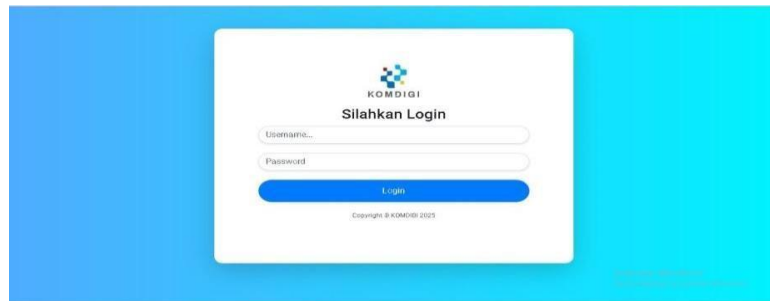 KOMDIGI
Silahkan Login
Username...
Password
Login
Copyright © KOMDIGI 2025